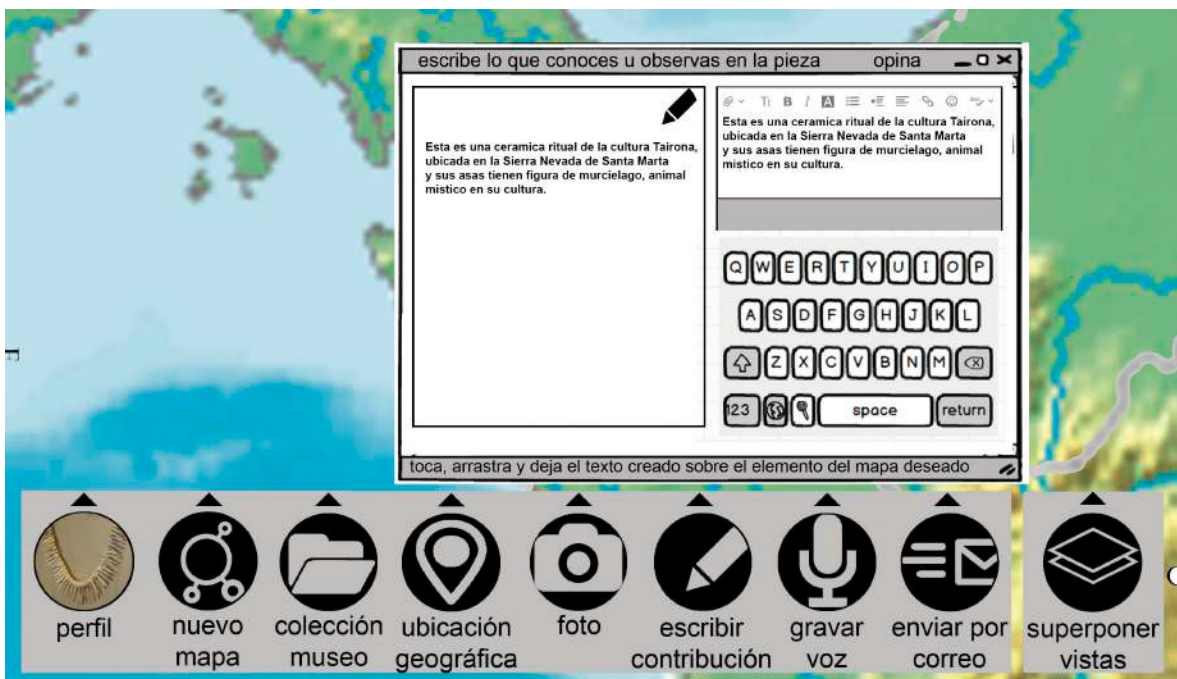 escribe lo que conoces u observas en la pieza opina
Esta es una ceramica ritual de la cultura Tairona,
ubicada en la Sierra Nevada de Santa Marta
y sus asas tienen figura de murcielago, animal
mistico en su cultura.
Tt B I A
Esta es una ceramica ritual de la cultura Tairona,
ubicada en la Sierra Nevada de Santa Marta
y sus asas tienen figura de murcielago, animal
mistico en su cultura.
Q W E R T Y U I O P
A S D F G H J K L
Z X C V B N M
123 space return
toca, arrastra y deja el texto creado sobre el elemento del mapa deseado
perfil
nuevo
mapa
colección
museo
ubicación
geográfica
foto
escribir
contribución
gravar
voz
enviar por
correo
superponer
vistas